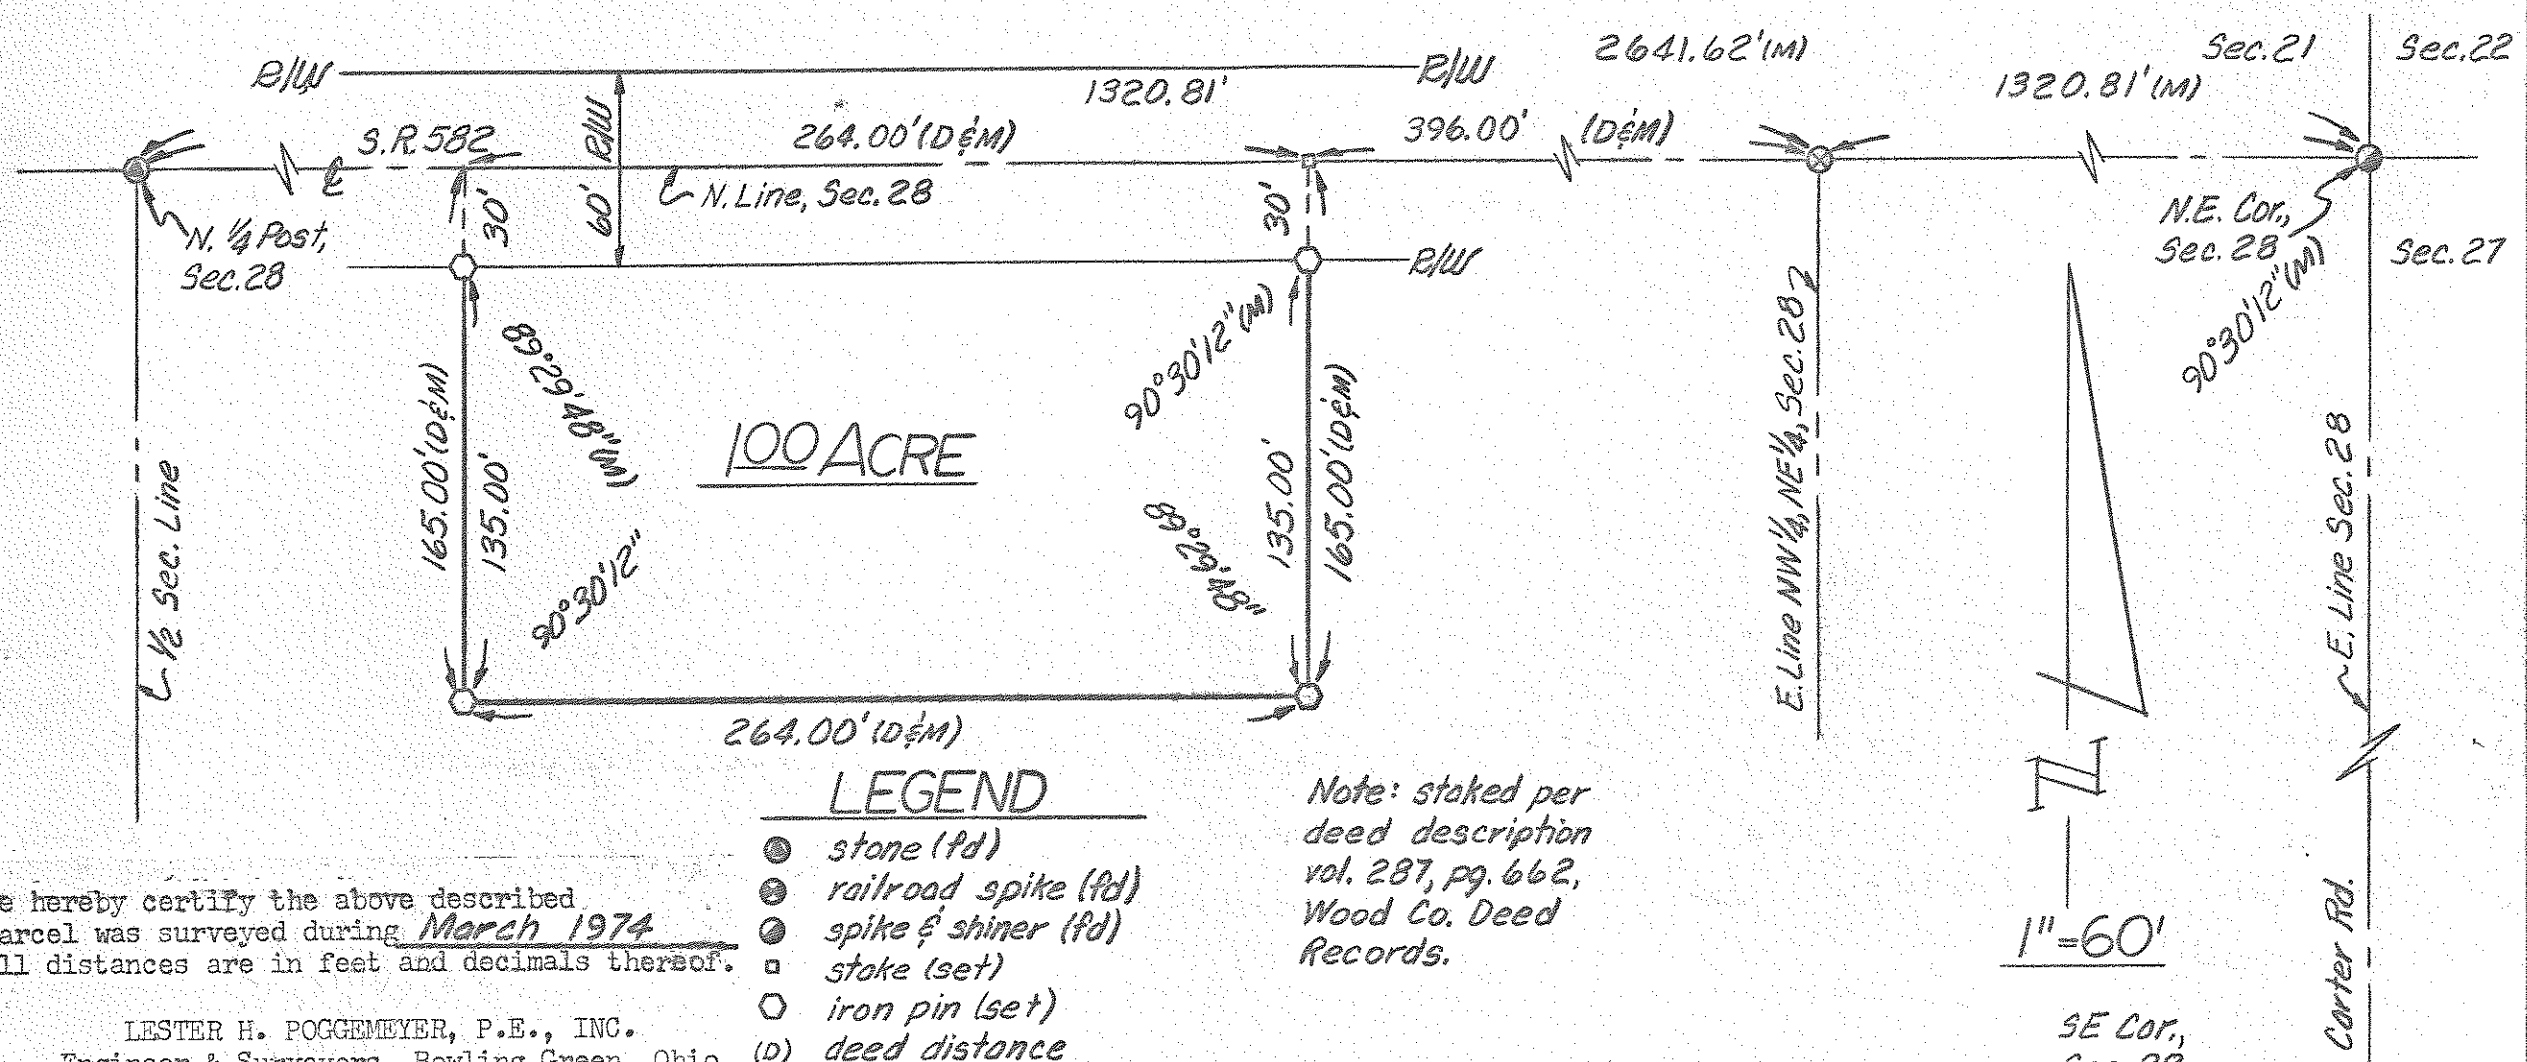 2641.62'(M)
Sec.21
Sec.22
R/W
R/W
1320.81'
1320.81'(M)
S.R.582
R/W
264.00'(D&M)
396.00' (D&M)
℄
N. ¼ Post,
Sec.28
30'
60'
N. Line, Sec. 28
30'
R/W
N.E. Cor.,
Sec. 28
Sec.27
90°30'12"(M)
89°29'48"(M)
90°30'12"(M)
165.00'(D&M)
135.00'
100 ACRE
135.00'
165.00'(D&M)
90°30'12"
89°29'48"
½ Sec. Line
E. Line NW¼, NE¼, Sec. 28
E. Line Sec. 28
264.00'(D&M)
N
1"=60'
Carter Rd.
SE Cor.,
LEGEND
stone (fd)
railroad spike (fd)
spike & shiner (fd)
stake (set)
iron pin (set)
(D) deed distance
Note: staked per
deed description
vol. 287, pg. 662,
Wood Co. Deed
Records.
e hereby certify the above described
arcel was surveyed during March 1974
ll distances are in feet and decimals thereof.
LESTER H. POGGEMEYER, P.E., INC.
Engineer & Surveyors, Bowling Green, Ohio